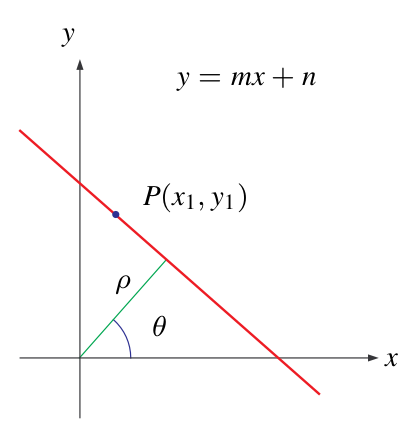 y
y = mx + n
P(x₁, y₁)
ρ
θ
x